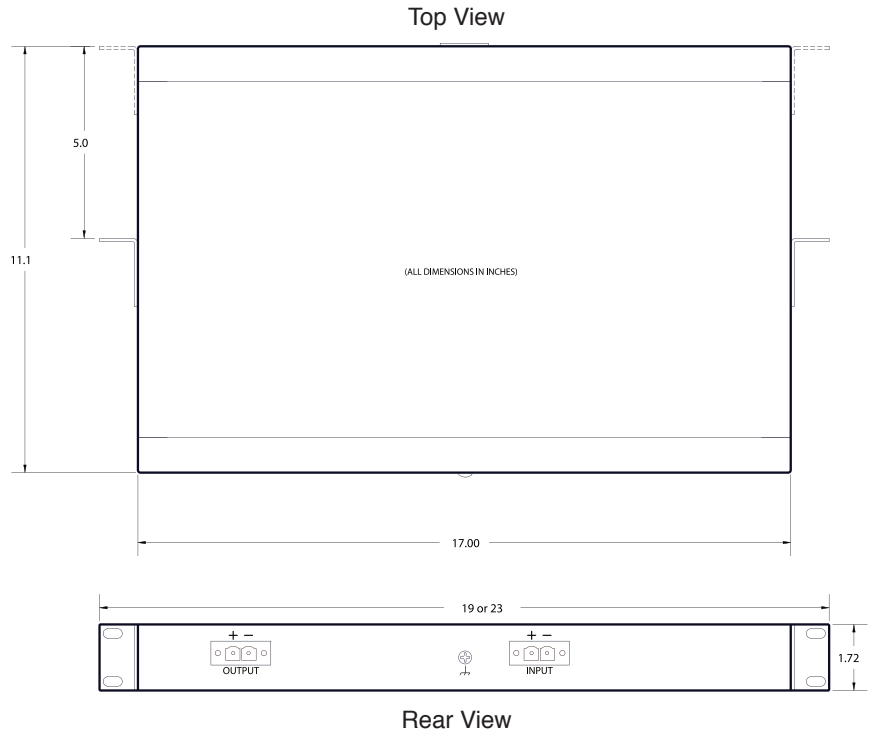 Top View
5.0
11.1
(ALL DIMENSIONS IN INCHES)
17.00
19 or 23
+ −
+ −
1.72
OUTPUT
INPUT
Rear View